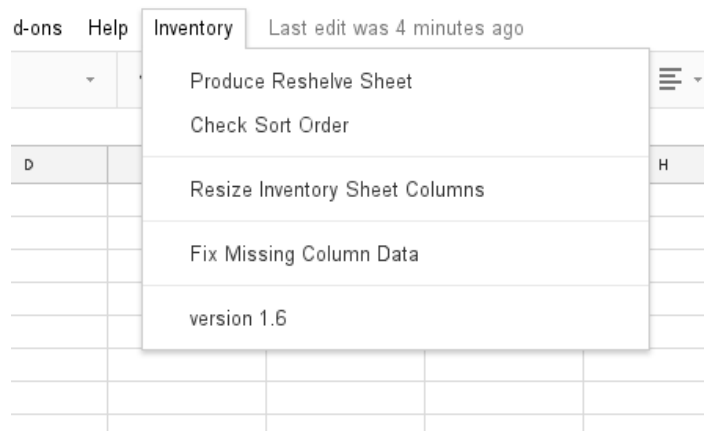 d-ons Help Inventory Last edit was 4 minutes ago
Produce Reshelve Sheet
Check Sort Order
D H
Resize Inventory Sheet Columns
Fix Missing Column Data
version 1.6